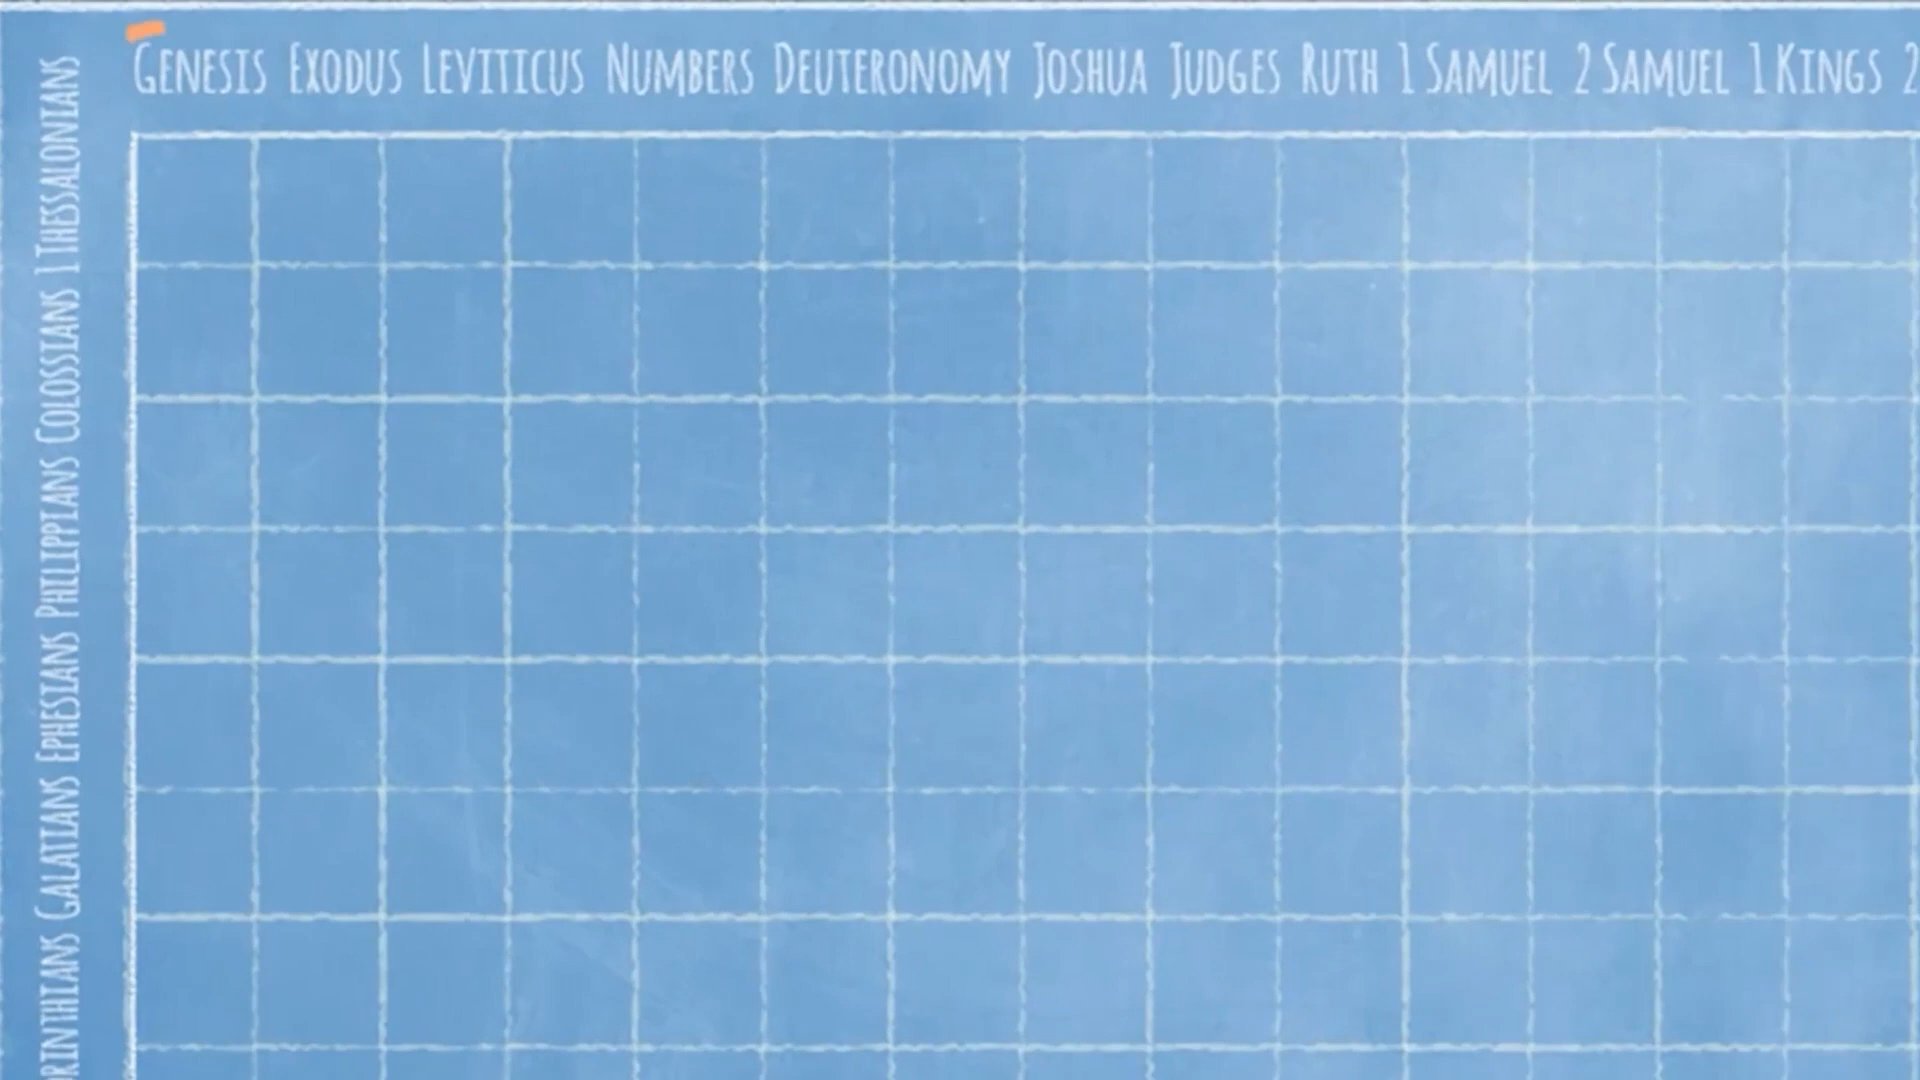 Genesis Exodus Leviticus Numbers Deuteronomy Joshua Judges Ruth 1 Samuel 2 Samuel 1 Kings 2
Galatians Ephesians Philippians Colossians 1 Thessalonians